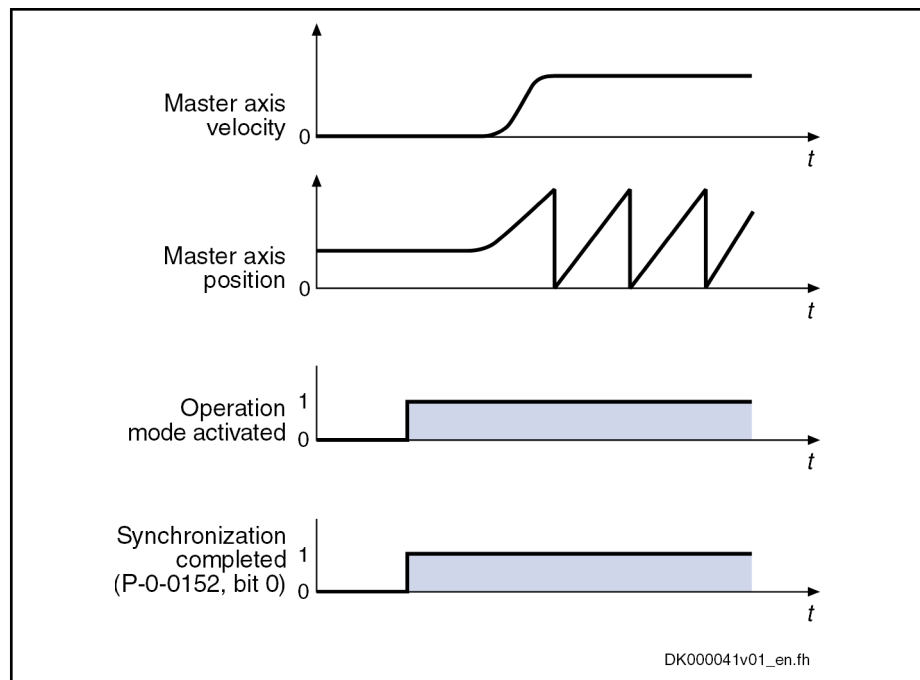 Master axis
velocity
0
t
Master axis
position
0
t
Operation
mode activated
1
0
t
Synchronization
completed
(P-0-0152, bit 0)
1
0
t
DK000041v01_en.fh